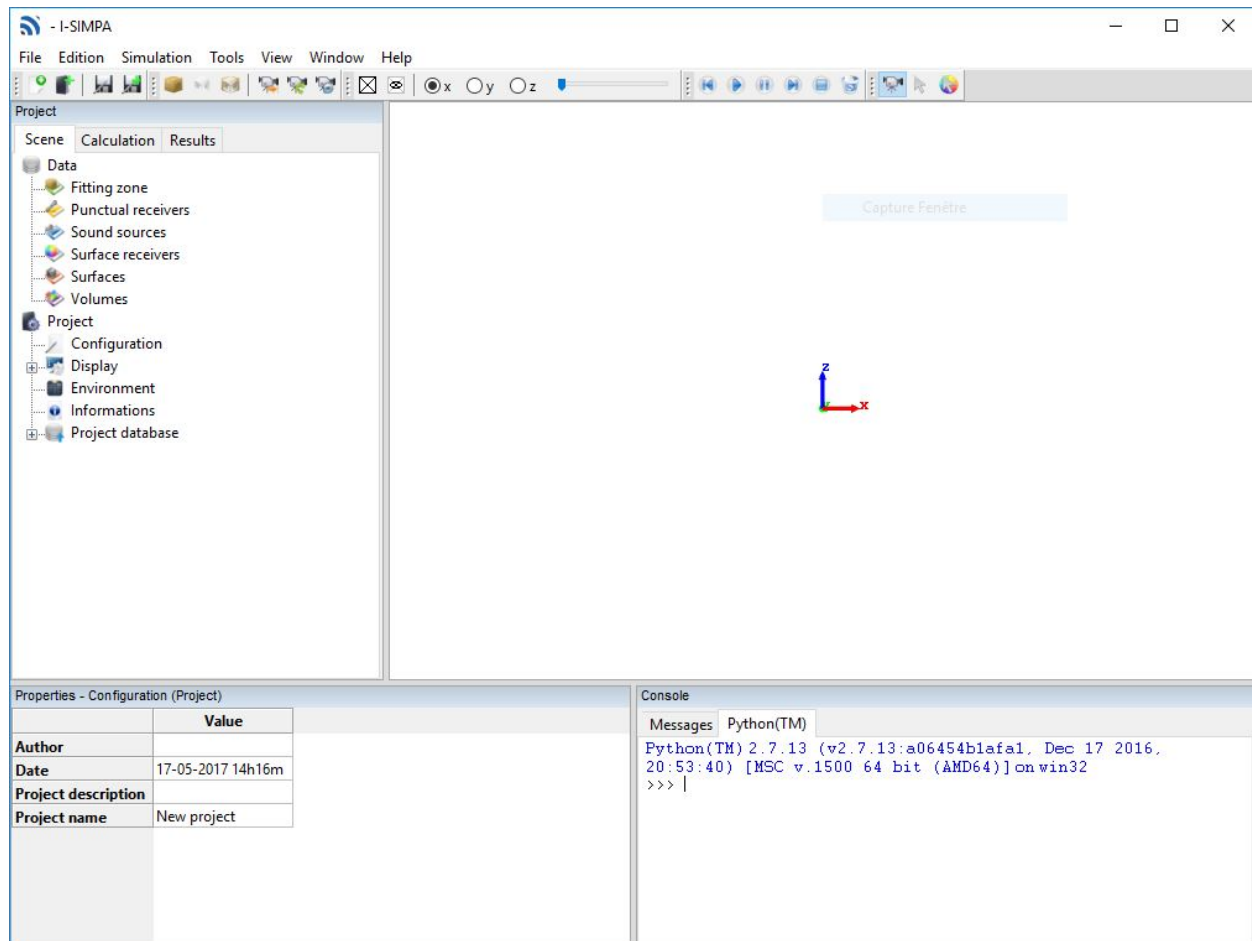 - I-SIMPA
File Edition Simulation Tools View Window Help
x y z
Project
Scene Calculation Results
Data
Fitting zone
Punctual receivers
Sound sources
Surface receivers
Surfaces
Volumes
Project
Configuration
Display
Environment
Informations
Project database
Capture Fenêtre
z
x
Properties - Configuration (Project)
Value
Author
Date 17-05-2017 14h16m
Project description
Project name New project
Console
Messages Python(TM)
Python(TM) 2.7.13 (v2.7.13:a06454b1afa1, Dec 17 2016,
20:53:40) [MSC v.1500 64 bit (AMD64)] on win32
>>>